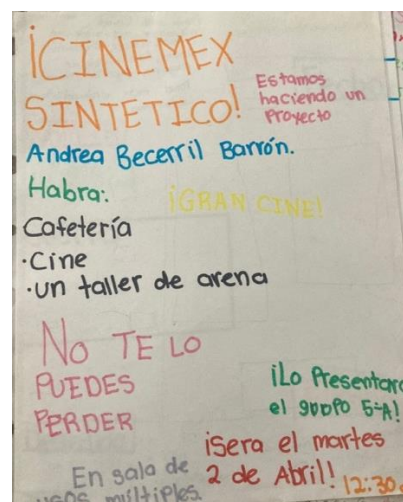 ¡CINEMEX
SINTETICO!
Estamos
haciendo un
Proyecto
Andrea Becerril Barrón.
Habra:
¡GRAN CINE!
Cafetería
·Cine
·un taller de arena
NO TE LO
PUEDES
PERDER
¡Lo Presentara
el grupo 5-A!
¡Sera el martes
2 de Abril! 12:30
En sala de
usos múltiples.